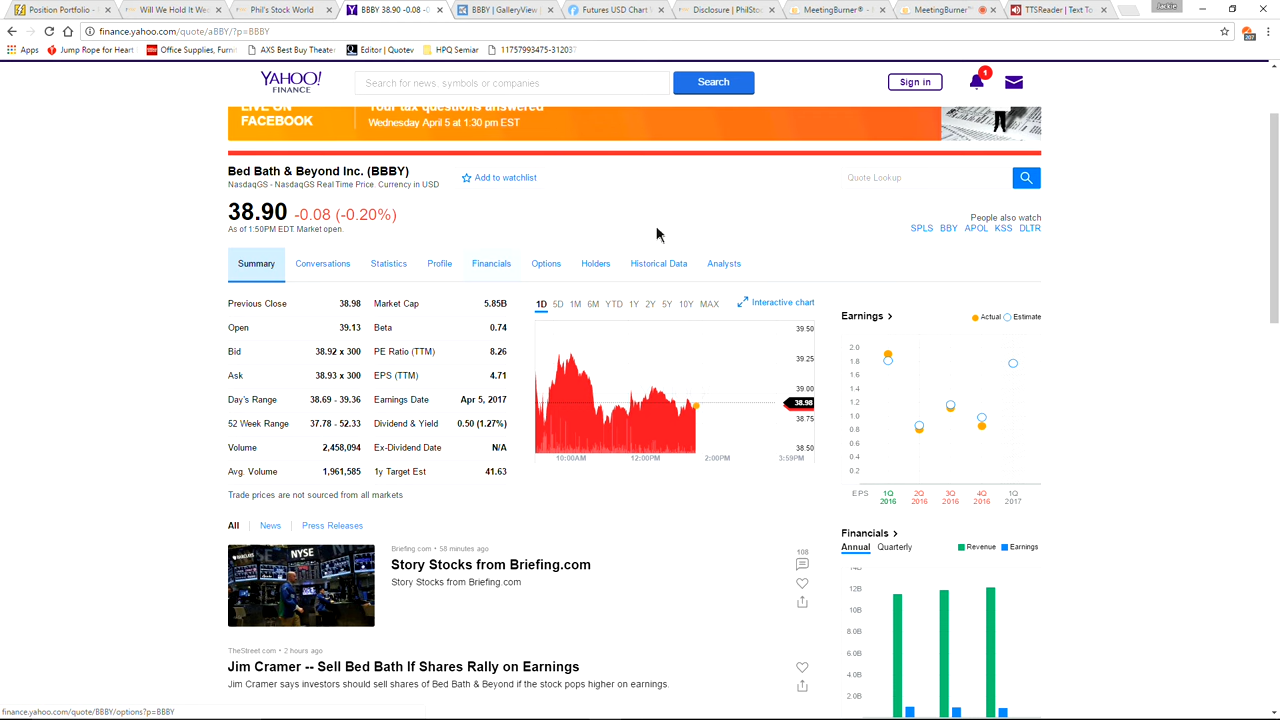 Position Portfolio -
Will We Hold It We
Phil's Stock World
BBBY 38.90 -0.08 -0
BBBY | GalleryView |
Futures USD Chart
Disclosure | PhilStoc
MeetingBurner® -
MeetingBurner™
TTSReader | Text To
Jackie
finance.yahoo.com/quote/aBBY/?p=BBBY
207
Apps
Jump Rope for Heart
Office Supplies, Furni
AXS Best Buy Theater
Editor | Quotev
HPQ Semiar
11757993475-312037
YAHOO!
FINANCE
Search for news, symbols or companies
Search
Sign in
1
LIVE ON
FACEBOOK
Your tax questions answered
Wednesday April 5 at 1:30 pm EST
Bed Bath & Beyond Inc. (BBBY)
NasdaqGS - NasdaqGS Real Time Price. Currency in USD
Add to watchlist
Quote Lookup
38.90 -0.08 (-0.20%)
As of 1:50PM EDT. Market open.
People also watch
SPLS BBY APOL KSS DLTR
Summary Conversations Statistics Profile Financials Options Holders Historical Data Analysts
Previous Close 38.98
Open 39.13
Bid 38.92 x 300
Ask 38.93 x 300
Day's Range 38.69 - 39.36
52 Week Range 37.78 - 52.33
Volume 2,458,094
Avg. Volume 1,961,585
Market Cap 5.85B
Beta 0.74
PE Ratio (TTM) 8.26
EPS (TTM) 4.71
Earnings Date Apr 5, 2017
Dividend & Yield 0.50 (1.27%)
Ex-Dividend Date N/A
1y Target Est 41.63
Trade prices are not sourced from all markets
1D 5D 1M 6M YTD 1Y 2Y 5Y 10Y MAX
Interactive chart
39.50
39.25
39.00
38.98
38.75
38.50
10:00AM 12:00PM 2:00PM 3:59PM
Earnings
Actual Estimate
2.0
1.8
1.6
1.4
1.2
1.0
0.8
0.6
0.4
0.2
EPS 1Q 2Q 3Q 4Q 1Q
2016 2016 2016 2016 2017
All News Press Releases
Briefing.com • 58 minutes ago
Story Stocks from Briefing.com
Story Stocks from Briefing.com
108
NYSE
BARCLAYS
TheStreet.com • 2 hours ago
Jim Cramer -- Sell Bed Bath If Shares Rally on Earnings
Jim Cramer says investors should sell shares of Bed Bath & Beyond if the stock pops higher on earnings.
Financials
Annual Quarterly
Revenue Earnings
14B
12B
10B
8.0B
6.0B
4.0B
2.0B
finance.yahoo.com/quote/BBBY/options?p=BBBY